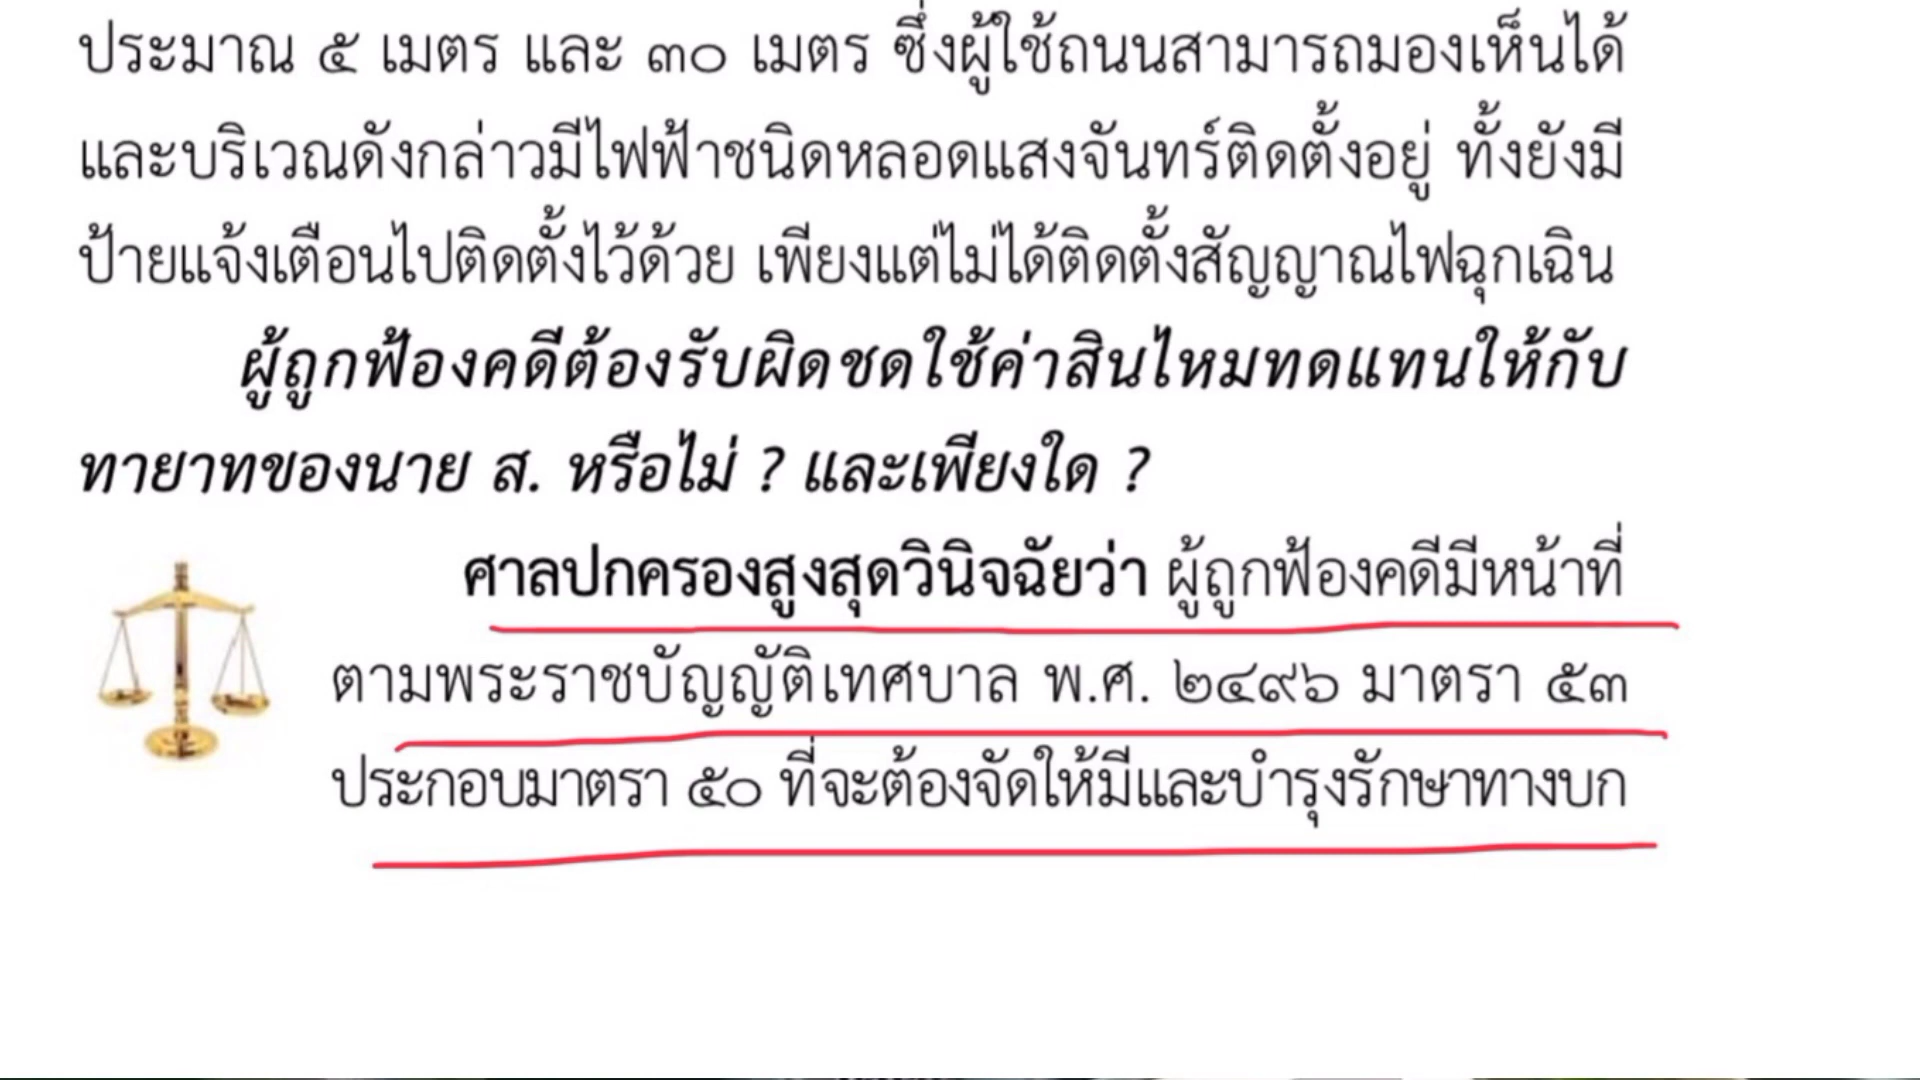 ประมาณ ๕ เมตร และ ๓๐ เมตร ซึ่งผู้ใช้ถนนสามารถมองเห็นได้
และบริเวณดังกล่าวมีไฟฟ้าชนิดหลอดแสงจันทร์ติดตั้งอยู่ ทั้งยังมี
ป้ายแจ้งเตือนไปติดตั้งไว้ด้วย เพียงแต่ไม่ได้ติดตั้งสัญญาณไฟฉุกเฉิน
ผู้ถูกฟ้องคดีต้องรับผิดชดใช้ค่าสินไหมทดแทนให้กับ
ทายาทของนาย ส. หรือไม่ ? และเพียงใด ?
ศาลปกครองสูงสุดวินิจฉัยว่า ผู้ถูกฟ้องคดีมีหน้าที่
ตามพระราชบัญญัติเทศบาล พ.ศ. ๒๔๙๖ มาตรา ๕๓
ประกอบมาตรา ๕๐ ที่จะต้องจัดให้มีและบำรุงรักษาทางบก